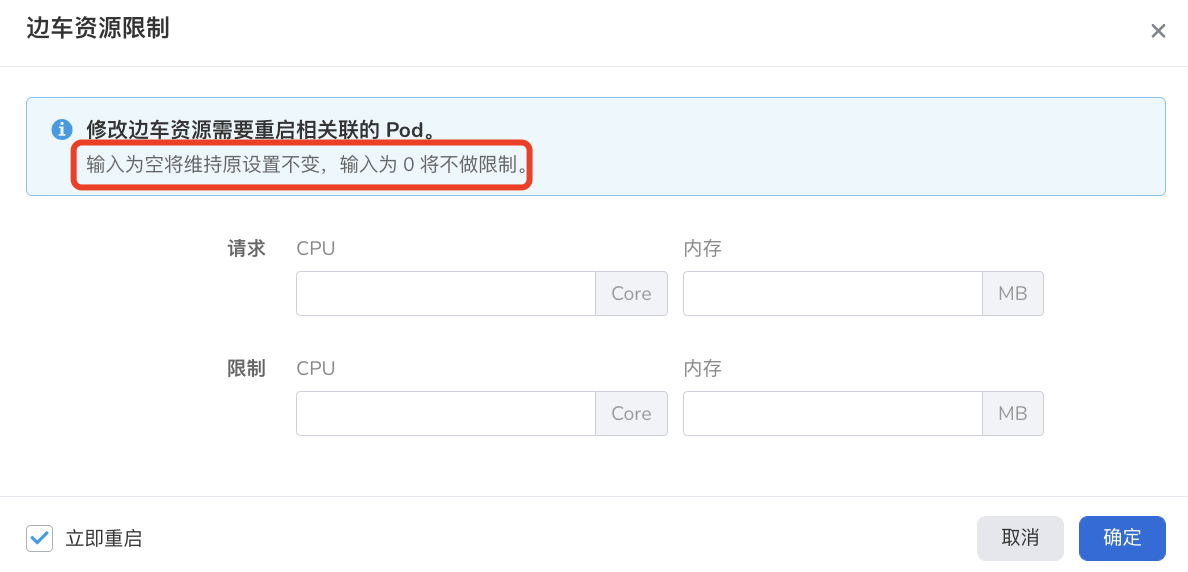 边车资源限制
修改边车资源需要重启相关联的 Pod。
输入为空将维持原设置不变，输入为 0 将不做限制。
请求 CPU 内存
Core MB
限制 CPU 内存
Core MB
立即重启 取消 确定